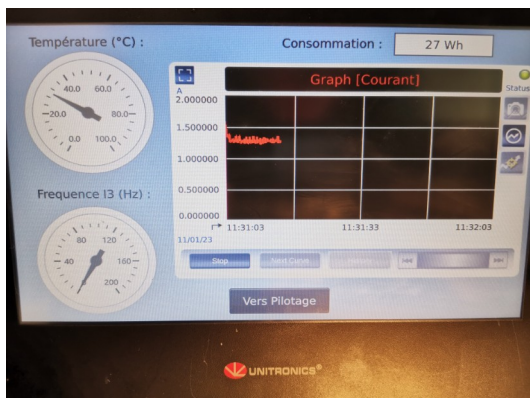 Température (°C) :
Consommation :
27 Wh
40.0
60.0
20.0
80.0
0.0
100.0
Graph [Courant]
Status
A
2.000000
1.500000
1.000000
0.500000
0.000000
11:31:03
11:31:33
11:32:03
11/01/23
Stop
Next Curve
Frequence I3 (Hz) :
80
120
40
160
200
Vers Pilotage
UNITRONICS®